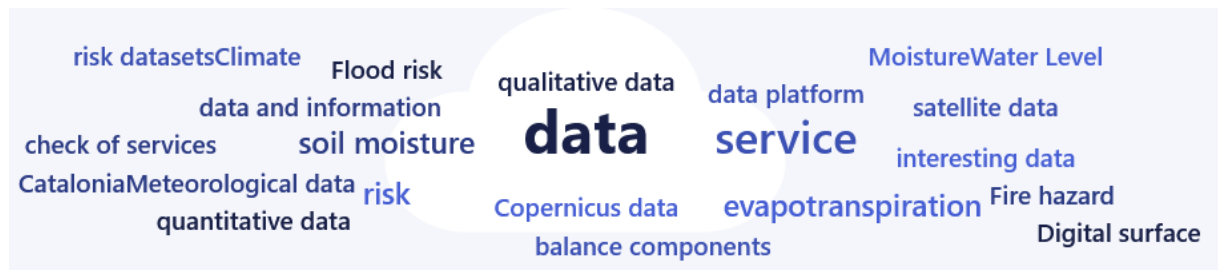 risk datasetsClimate
Flood risk
qualitative data
MoistureWater Level
data and information
data platform
satellite data
check of services
soil moisture
data
service
interesting data
CataloniaMeteorological data
risk
Copernicus data
evapotranspiration
Fire hazard
quantitative data
balance components
Digital surface